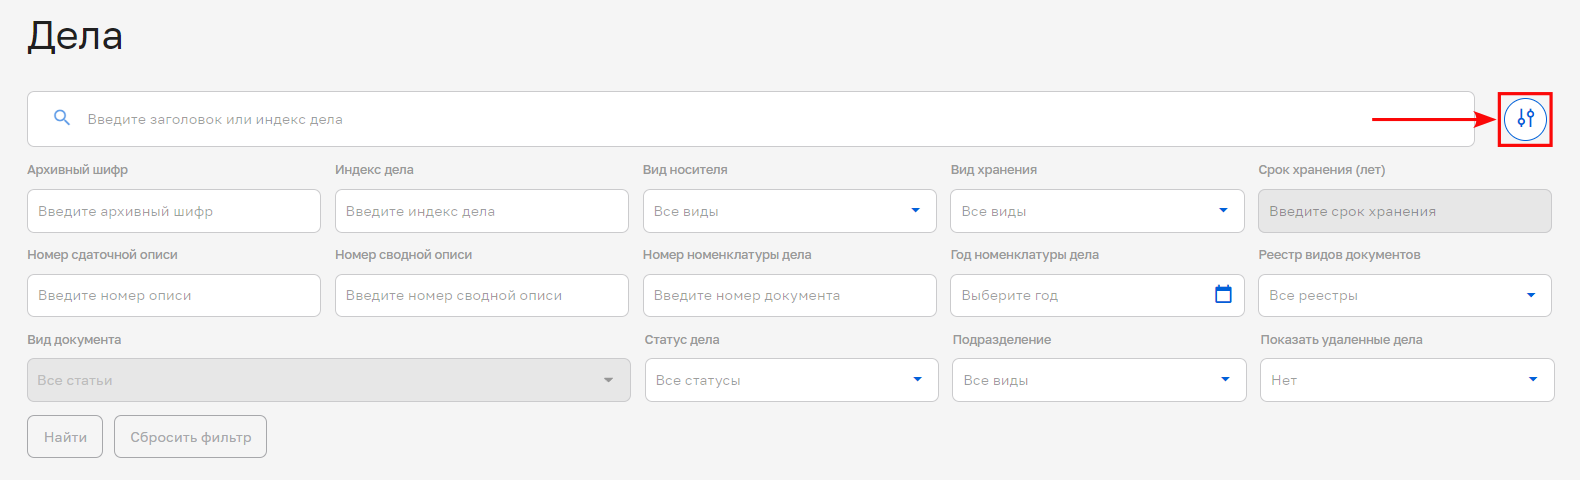 Дела
Введите заголовок или индекс дела
Архивный шифр Индекс дела Вид носителя Вид хранения Срок хранения (лет)
Введите архивный шифр Введите индекс дела Все виды Все виды Введите срок хранения
Номер сдаточной описи Номер сводной описи Номер номенклатуры дела Год номенклатуры дела Реестр видов документов
Введите номер описи Введите номер сводной описи Введите номер документа Выберите год Все реестры
Вид документа Статус дела Подразделение Показать удаленные дела
Все статьи Все статусы Все виды Нет
Найти Сбросить фильтр